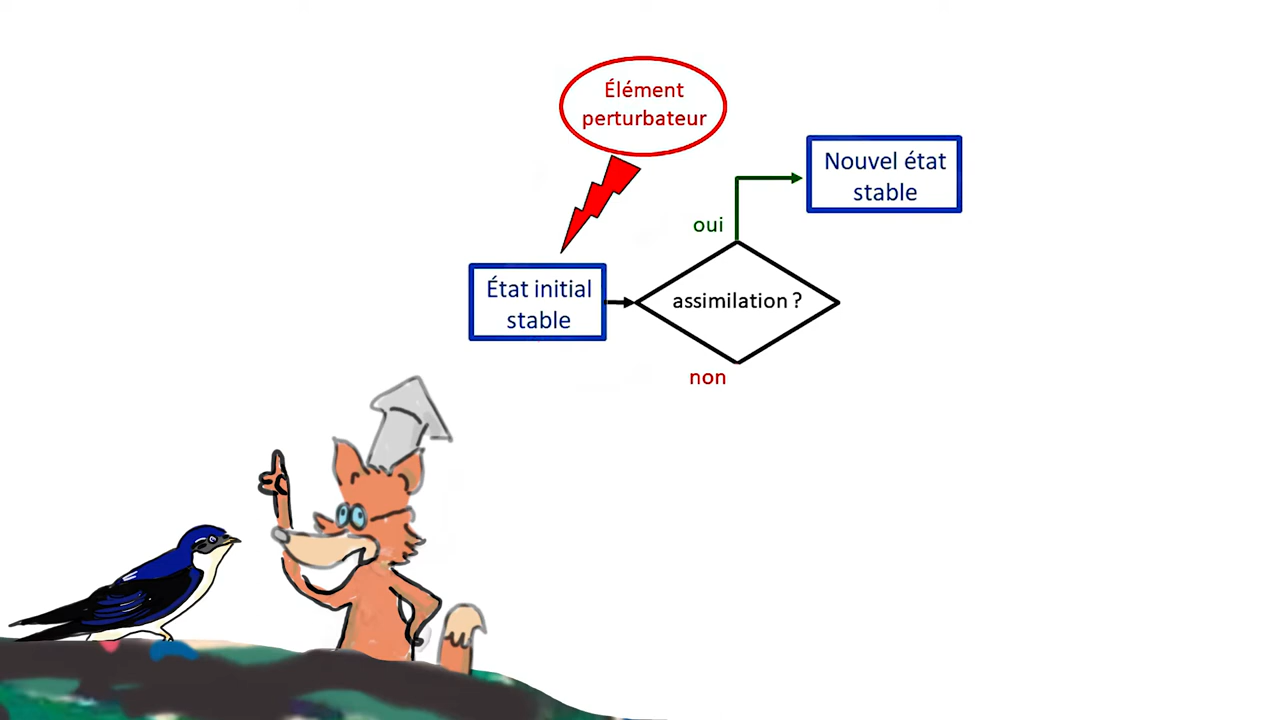 Élément
perturbateur
Nouvel état
stable
oui
État initial
stable
assimilation ?
non